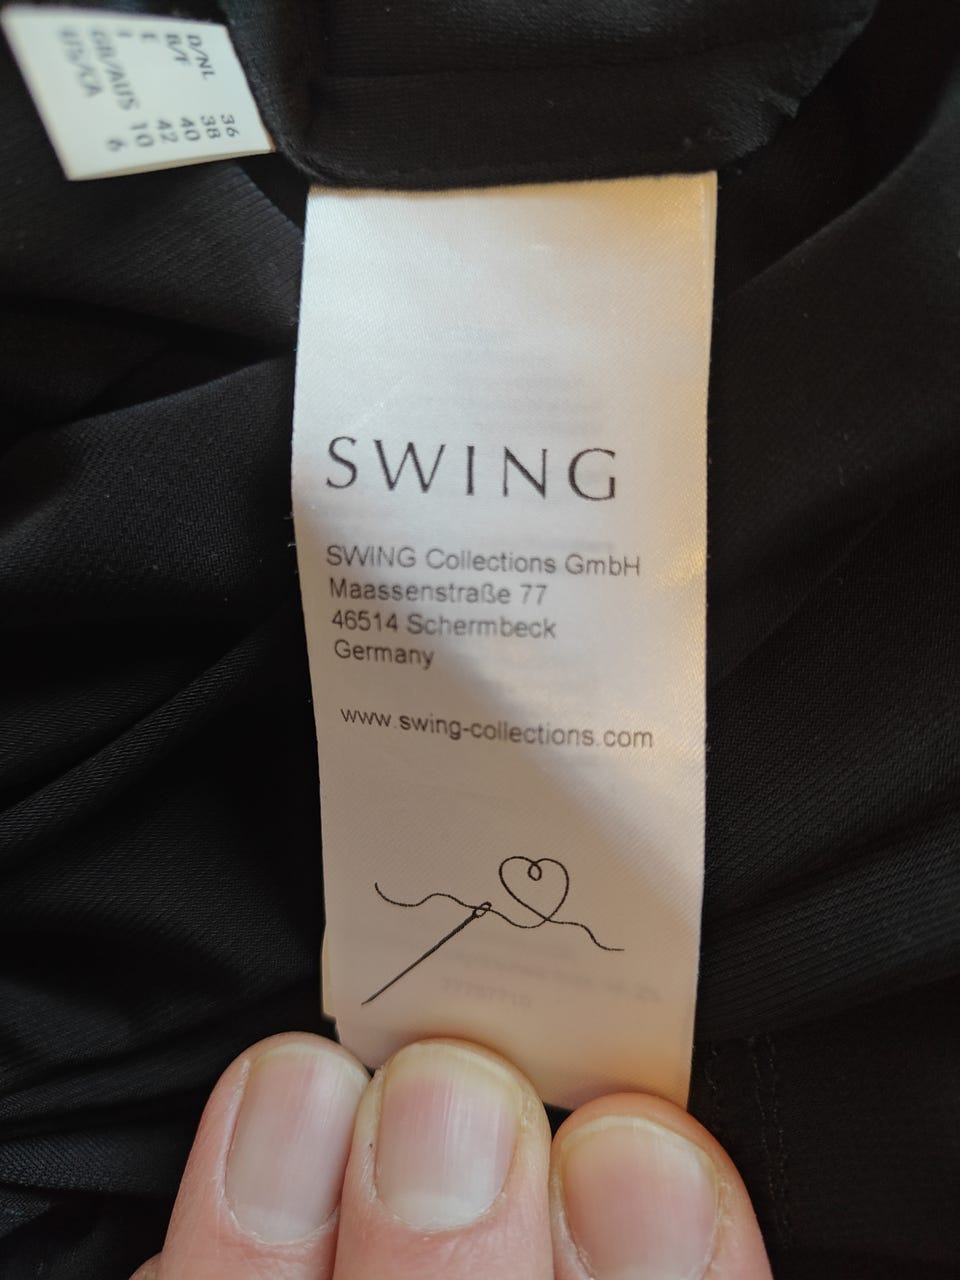 D/NL 36
B/F 38
E 40
I 42
GB/AUS 10
US/CA 6
SWING
SWING Collections GmbH
Maassenstraße 77
46514 Schermbeck
Germany
www.swing-collections.com